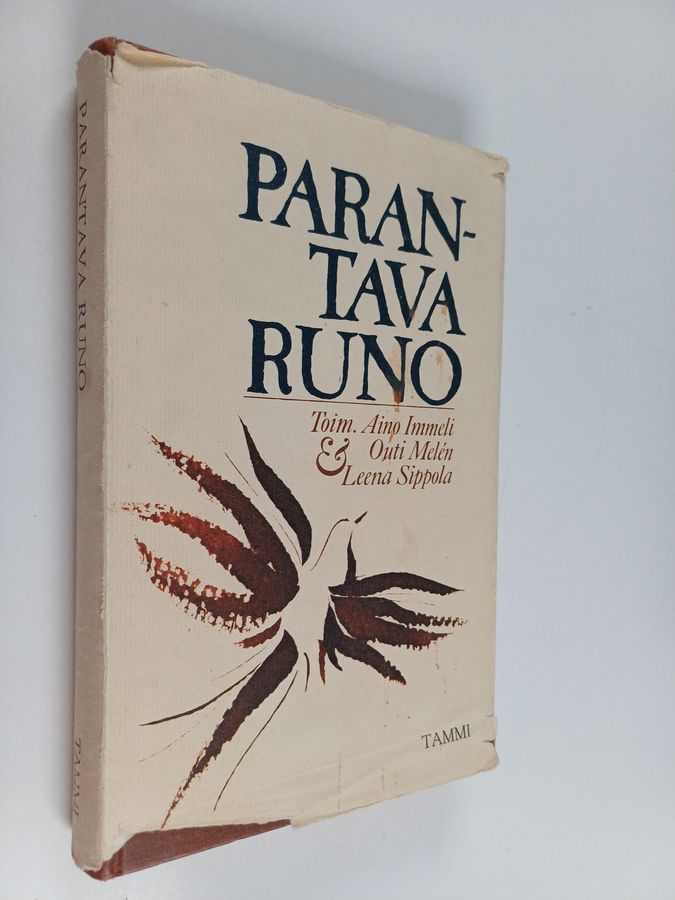 PARAN-
TAVA
RUNO
Toim. Aino Immeli
Outi Melén
& Leena Sippola
TAMMI
PARANTAVA RUNO
TAMMI